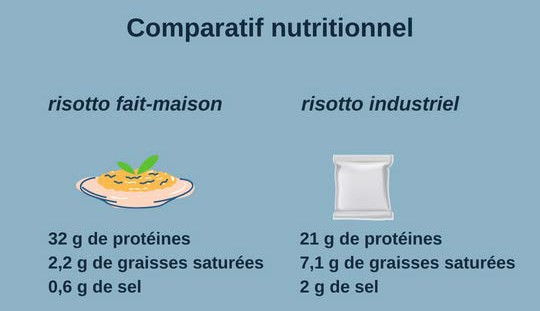 Comparatif nutritionnel
risotto fait-maison
risotto industriel
32 g de protéines
2,2 g de graisses saturées
0,6 g de sel
21 g de protéines
7,1 g de graisses saturées
2 g de sel